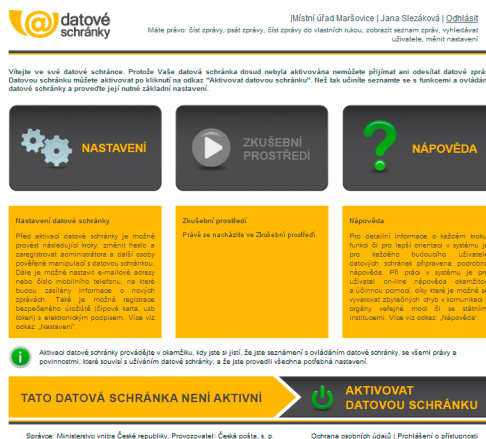 datové
schránky
|Místní úřad Maršovice | Jana Slezáková | Odhlásit
Máte právo: číst zprávy, psát zprávy, číst zprávy do vlastních rukou, zobrazit seznam zpráv, vyhledávat
uživatele, měnit nastavení
Vítejte ve své datové schránce. Protože Vaše datová schránka dosud nebyla aktivována nemůžete přijímat ani odesílat datové zprá
Datovou schránku můžete aktivovat po kliknutí na odkaz "Aktivovat datovou schránku". Než tak učiníte seznamte se s funkcemi a ovládán
datové schránky a proveďte její nutné základní nastavení.
NASTAVENÍ
ZKUŠEBNÍ
PROSTŘEDÍ
NÁPOVĚDA
Nastavení datové schránky
Před aktivací datové schránky je možné
provést následující kroky: změnit heslo a
zaregistrovat administrátora a další osoby
pověřené manipulací s datovou schránkou.
Dále je možné nastavit e-mailové adresy
nebo číslo mobilního telefonu, na které
budou zasílány informace o nových
zprávách. Také je možná registrace
bezpečeného úložiště (čipová karta, usb
token) s elektronickým podpisem. Více viz
odkaz: „Nastavení“.
Zkušební prostředí
Právě se nacházíte ve Zkušební prostředí.
Nápověda
Pro detailní informace o každém kroku
funkcí či pro lepší orientaci v systému je
pro každého budoucího uživatele
datových schránek připravena podrobná
nápověda. Při práci v systému je pro
uživatel on-line nápověda okamžitou
a účinnou pomocí, díky které je možné se
vyvarovat zbytečných chyb v komunikaci s
orgány veřejné moci či se státním
institucemi. Více viz odkaz: „Nápověda“.
Aktivaci datové schránky provádějte v okamžiku, kdy jste si jistí, že jste seznámení s ovládáním datové schránky, se všemi právy a
povinnostmi, které souvisí s užíváním datové schránky, a že jste provedli všechna potřebná nastavení.
TATO DATOVÁ SCHRÁNKA NENÍ AKTIVNÍ
AKTIVOVAT
DATOVOU SCHRÁNKU
Správce: Ministerstvo vnitra České republiky, Provozovatel: Česká pošta, s. p.
Ochrana osobních údajů | Prohlášení o přístupnosti